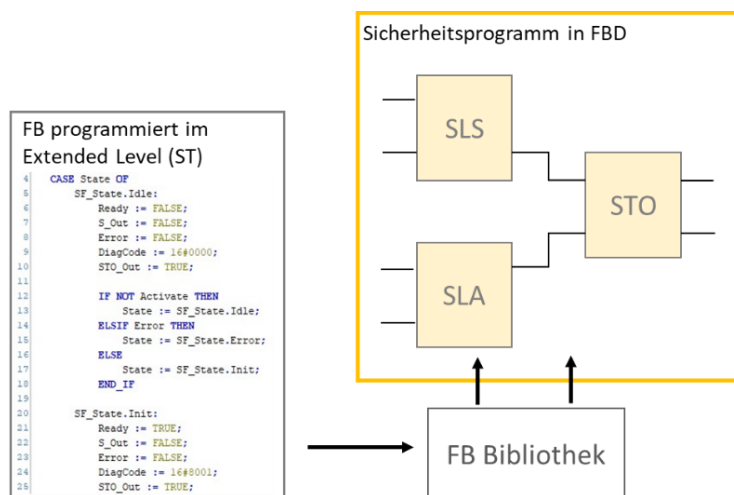 Sicherheitsprogramm in FBD
SLS
STO
SLA
FB programmiert im
Extended Level (ST)
4 CASE State OF
5 SF_State.Idle:
6 Ready := FALSE;
7 S_Out := FALSE;
8 Error := FALSE;
9 DiagCode := 16#0000;
10 STO_Out := TRUE;
11
12 IF NOT Activate THEN
13 State := SF_State.Idle;
14 ELSIF Error THEN
15 State := SF_State.Error;
16 ELSE
17 State := SF_State.Init;
18 END_IF
19
20 SF_State.Init:
21 Ready := TRUE;
22 S_Out := FALSE;
23 Error := FALSE;
24 DiagCode := 16#8001;
25 STO_Out := TRUE;
FB Bibliothek